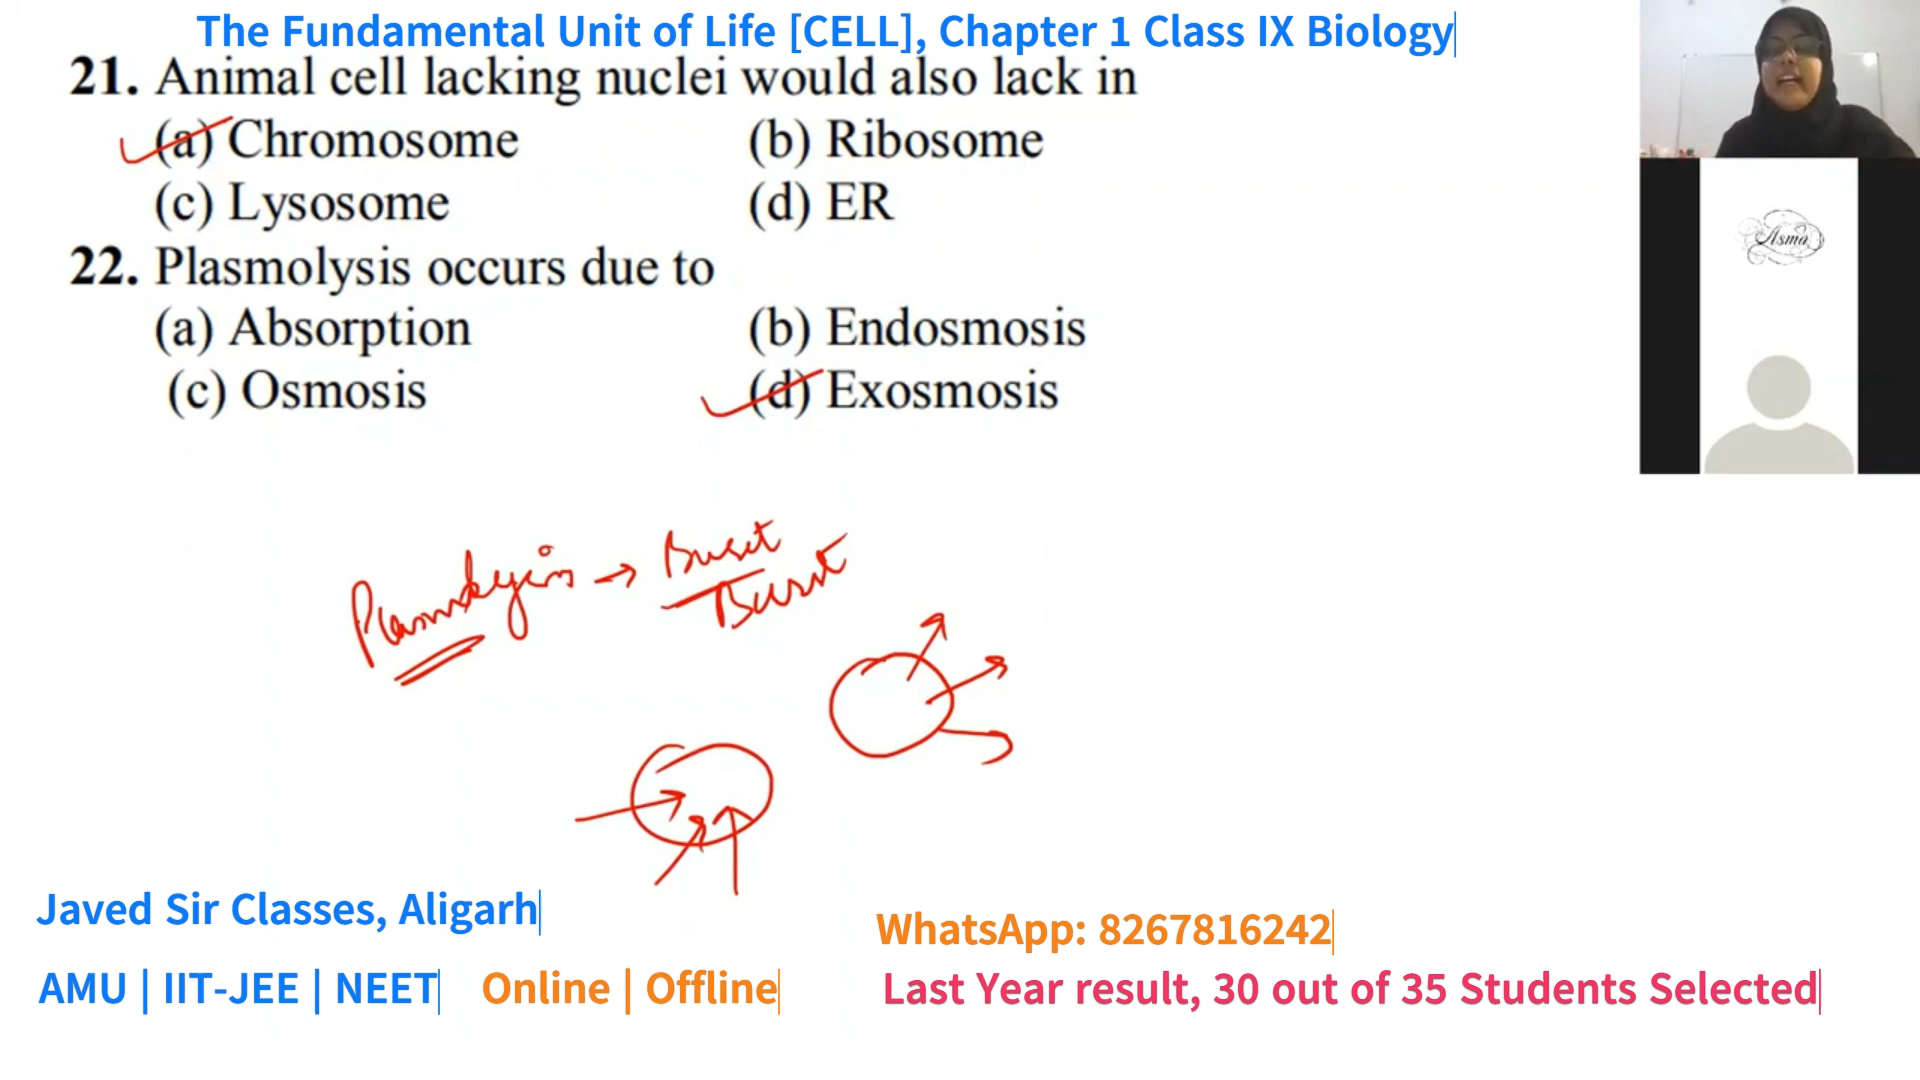 The Fundamental Unit of Life [CELL], Chapter 1 Class IX Biology
21. Animal cell lacking nuclei would also lack in
(a) Chromosome (b) Ribosome
(c) Lysosome (d) ER
22. Plasmolysis occurs due to
(a) Absorption (b) Endosmosis
(c) Osmosis (d) Exosmosis
Asma
→ Burst
Burst
Javed Sir Classes, Aligarh
WhatsApp: 8267816242
AMU | IIT-JEE | NEET Online | Offline
Last Year result, 30 out of 35 Students Selected